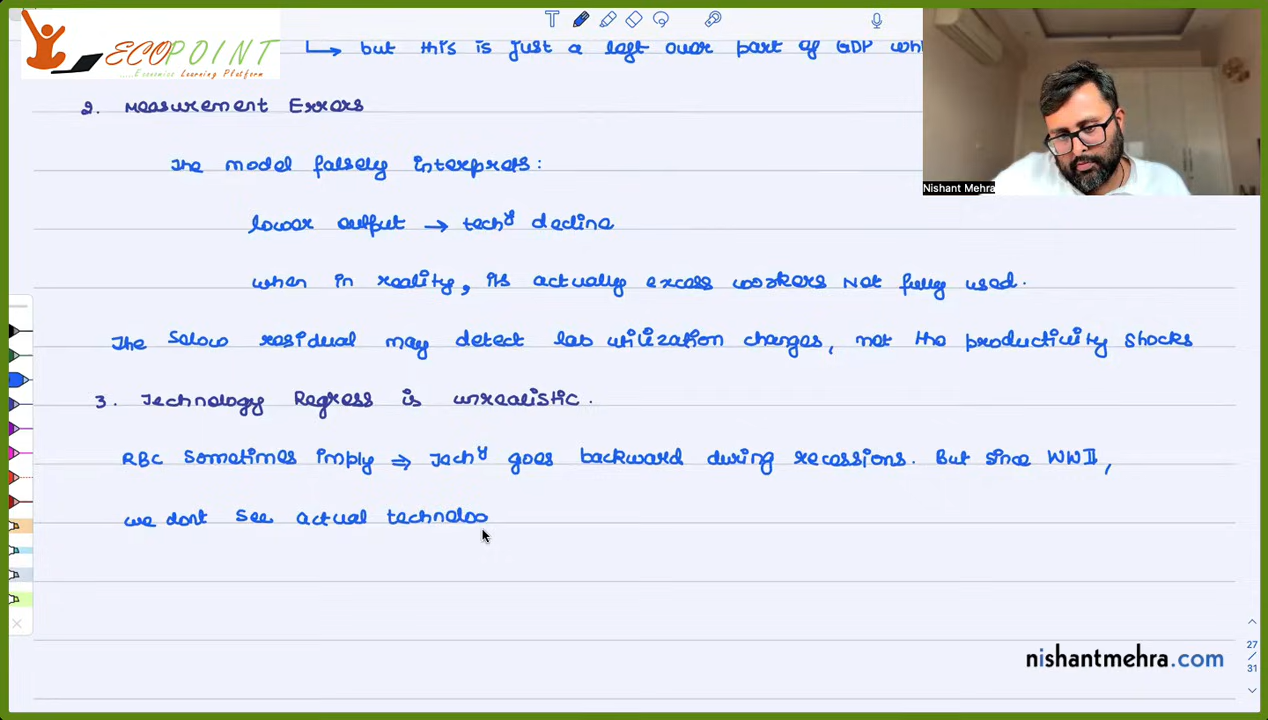 ECOPOINT
.....Economics Learning Platform
↳ but this is just a left over part of GDP whi
2. Measurement Errors
The model falsely interprets:
lower output → tech^y decline
when in reality, its actually excess workers Not fully used.
The Solow residual may detect lab utilization changes, not the productivity shocks
3. Technology Regress is unrealistic.
RBC Sometimes imply ⇒ Tech^y goes backward during recessions. But since WWII,
we dont see actual technoloo
Nishant Mehra
nishantmehra.com
27
/
31